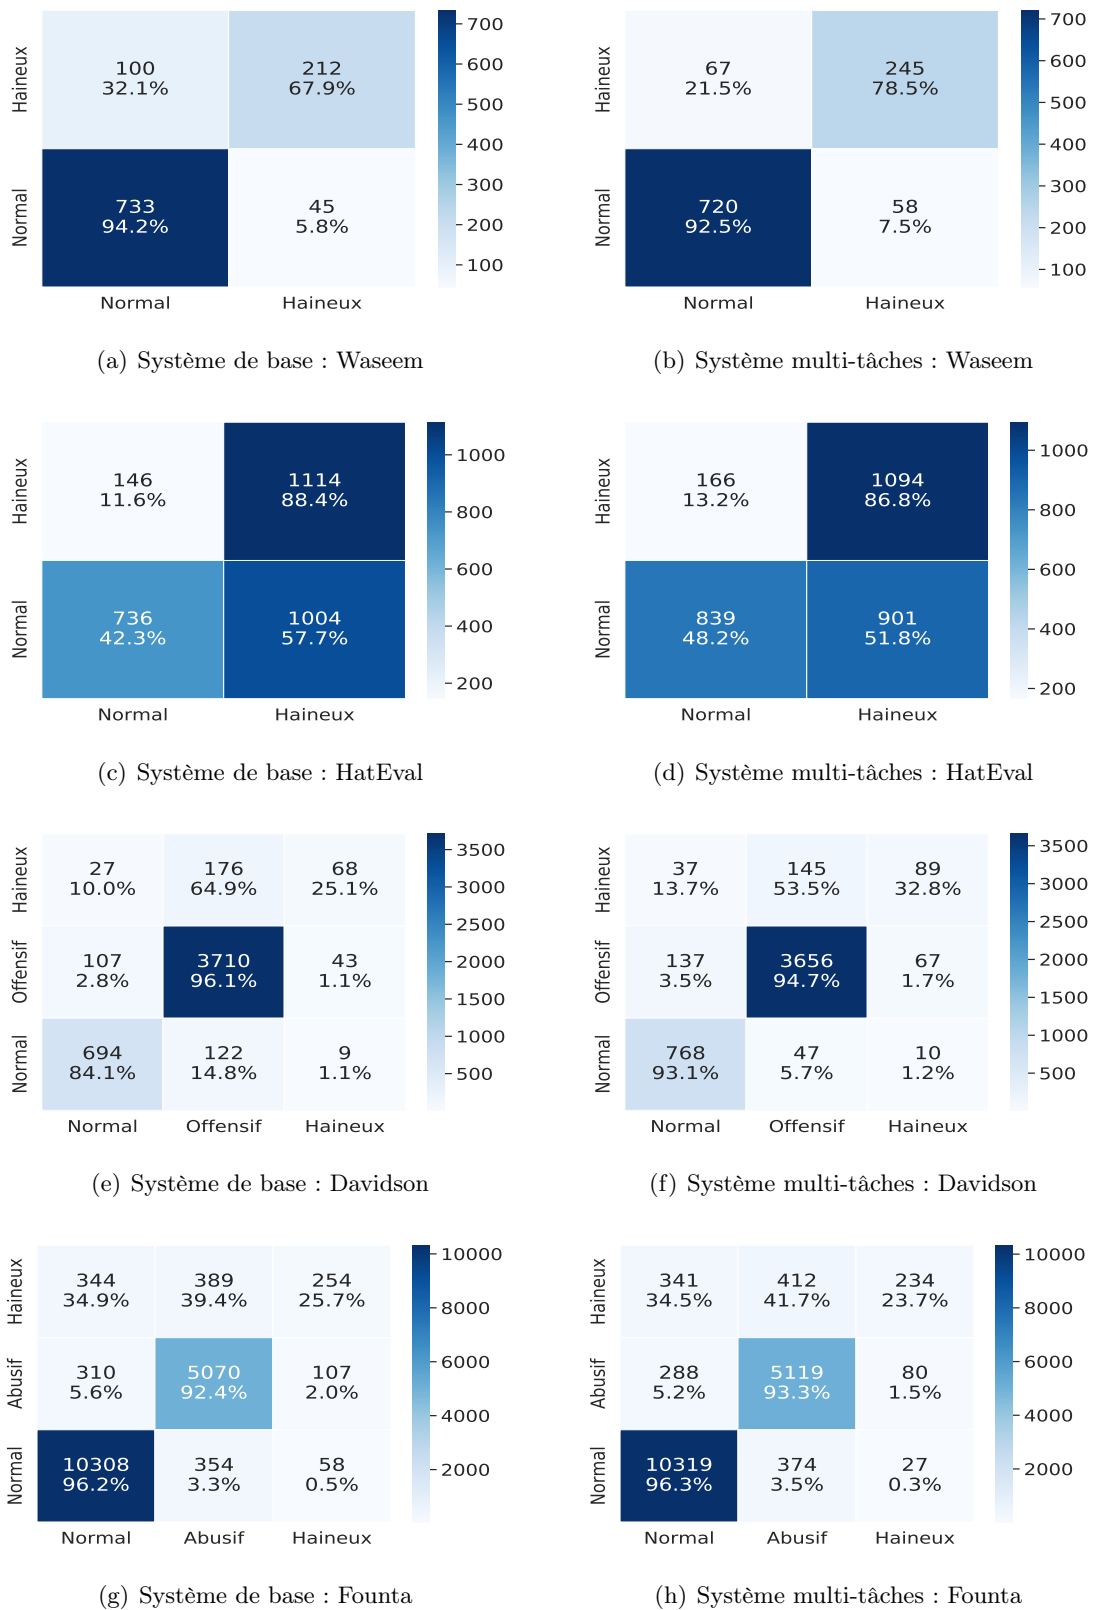 Haineux
100 212
32.1% 67.9%
Normal
733 45
94.2% 5.8%
Normal Haineux
700
600
500
400
300
200
100
(a) Système de base : Waseem
Haineux
67 245
21.5% 78.5%
Normal
720 58
92.5% 7.5%
Normal Haineux
700
600
500
400
300
200
100
(b) Système multi-tâches : Waseem
Haineux
146 1114
11.6% 88.4%
Normal
736 1004
42.3% 57.7%
Normal Haineux
1000
800
600
400
200
(c) Système de base : HatEval
Haineux
166 1094
13.2% 86.8%
Normal
839 901
48.2% 51.8%
Normal Haineux
1000
800
600
400
200
(d) Système multi-tâches : HatEval
Haineux
27 176 68
10.0% 64.9% 25.1%
Offensif
107 3710 43
2.8% 96.1% 1.1%
Normal
694 122 9
84.1% 14.8% 1.1%
Normal Offensif Haineux
3500
3000
2500
2000
1500
1000
500
(e) Système de base : Davidson
Haineux
37 145 89
13.7% 53.5% 32.8%
Offensif
137 3656 67
3.5% 94.7% 1.7%
Normal
768 47 10
93.1% 5.7% 1.2%
Normal Offensif Haineux
3500
3000
2500
2000
1500
1000
500
(f) Système multi-tâches : Davidson
Haineux
344 389 254
34.9% 39.4% 25.7%
Abusif
310 5070 107
5.6% 92.4% 2.0%
Normal
10308 354 58
96.2% 3.3% 0.5%
Normal Abusif Haineux
10000
8000
6000
4000
2000
(g) Système de base : Founta
Haineux
341 412 234
34.5% 41.7% 23.7%
Abusif
288 5119 80
5.2% 93.3% 1.5%
Normal
10319 374 27
96.3% 3.5% 0.3%
Normal Abusif Haineux
10000
8000
6000
4000
2000
(h) Système multi-tâches : Founta